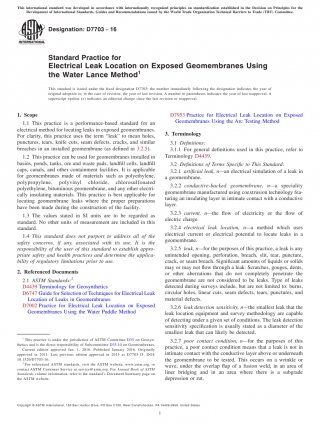 This international standard was developed in accordance with internationally recognized principles on standardization established in the Decision on Principles for the
Development of International Standards, Guides and Recommendations issued by the World Trade Organization Technical Barriers to Trade (TBT) Committee.
Designation: D7703 − 16
Standard Practice for
Electrical Leak Location on Exposed Geomembranes Using
the Water Lance Method1
This standard is issued under the fixed designation D7703; the number immediately following the designation indicates the year of
original adoption or, in the case of revision, the year of last revision. A number in parentheses indicates the year of last reapproval. A
superscript epsilon (ε) indicates an editorial change since the last revision or reapproval.
1. Scope
1.1 This practice is a performance-based standard for an
electrical method for locating leaks in exposed geomembranes.
For clarity, this practice uses the term “leak” to mean holes,
punctures, tears, knife cuts, seam defects, cracks, and similar
breaches in an installed geomembrane (as defined in 3.2.5).
1.2 This practice can be used for geomembranes installed in
basins, ponds, tanks, ore and waste pads, landfill cells, landfill
caps, canals, and other containment facilities. It is applicable
for geomembranes made of materials such as polyethylene,
polypropylene, polyvinyl chloride, chlorosulfonated
polyethylene, bituminous geomembrane, and any other electri-
cally insulating materials. This practice is best applicable for
locating geomembrane leaks where the proper preparations
have been made during the construction of the facility.
1.3 The values stated in SI units are to be regarded as
standard. No other units of measurement are included in this
standard.
1.4 This standard does not purport to address all of the
safety concerns, if any, associated with its use. It is the
responsibility of the user of this standard to establish appro-
priate safety and health practices and determine the applica-
bility of regulatory limitations prior to use.
2. Referenced Documents
2.1 ASTM Standards:2
D4439 Terminology for Geosynthetics
D6747 Guide for Selection of Techniques for Electrical Leak
Location of Leaks in Geomembranes
D7002 Practice for Electrical Leak Location on Exposed
Geomembranes Using the Water Puddle Method
1 This practice is under the jurisdiction of ASTM Committee D35 on Geosyn-
thetics and is the direct responsibility of Subcommittee D35.10 on Geomembranes.
Current edition approved Jan. 1, 2016. Published January 2016. Originally
approved in 2011. Last previous edition approved in 2015 as D7703–15. DOI:
10.1520/D7703-16.
2 For referenced ASTM standards, visit the ASTM website, www.astm.org, or
contact ASTM Customer Service at service@astm.org. For Annual Book of ASTM
Standards volume information, refer to the standard’s Document Summary page on
the ASTM website.
D7953 Practice for Electrical Leak Location on Exposed
Geomembranes Using the Arc Testing Method
3. Terminology
3.1 Definitions:
3.1.1 For general definitions used in this practice, refer to
Terminology D4439.
3.2 Definitions of Terms Specific to This Standard:
3.2.1 artificial leak, n—an electrical simulation of a leak in
a geomembrane.
3.2.2 conductive-backed geomembrane, n—a specialty
geomembrane manufactured using coextrusion technology fea-
turing an insulating layer in intimate contact with a conductive
layer.
3.2.3 current, n—the flow of electricity or the flow of
electric charge.
3.2.4 electrical leak location, n—a method which uses
electrical current or electrical potential to locate leaks in a
geomembrane.
3.2.5 leak, n—for the purposes of this practice, a leak is any
unintended opening, perforation, breach, slit, tear, puncture,
crack, or seam breach. Significant amounts of liquids or solids
may or may not flow through a leak. Scratches, gouges, dents,
or other aberrations that do not completely penetrate the
geomembrane are not considered to be leaks. Type of leaks
detected during surveys include, but are not limited to: burns,
circular holes, linear cuts, seam defects, tears, punctures, and
material defects.
3.2.6 leak detection sensitivity, n—the smallest leak that the
leak location equipment and survey methodology are capable
of detecting under a given set of conditions. The leak detection
sensitivity specification is usually stated as a diameter of the
smallest leak that can likely be detected.
3.2.7 poor contact condition, n—for the purposes of this
practice, a poor contact condition means that a leak is not in
intimate contact with the conductive layer above or underneath
the geomembrane to be tested. This occurs on a wrinkle or
wave, under the overlap flap of a fusion weld, in an area of
liner bridging and in an area where there is a subgrade
depression or rut.
Copyright © ASTM International, 100 Barr Harbor Drive, PO Box C700, West Conshohocken, PA 19428-2959. United States
1